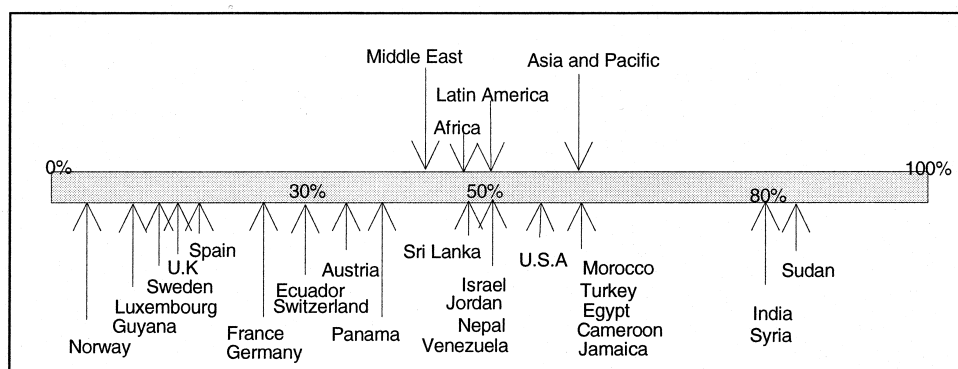 Middle East
Asia and Pacific
Latin America
Africa
0%
100%
30%
50%
80%
Spain
Sri Lanka
U.K
U.S.A
Sweden
Austria
Morocco
Sudan
Luxembourg
Ecuador
Israel
Turkey
Guyana
Switzerland
Jordan
Egypt
India
Norway
France
Panama
Nepal
Cameroon
Syria
Germany
Venezuela
Jamaica